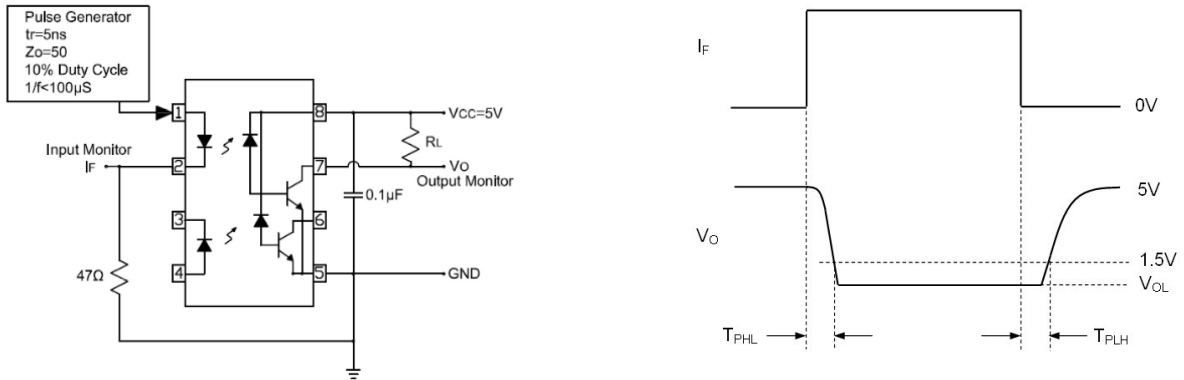 Pulse Generator
tr=5ns
Zo=50
10% Duty Cycle
1/f<100µS
1
8
VCC=5V
RL
Input Monitor
IF
2
7
VO
Output Monitor
0.1µF
3
6
4
5
GND
47Ω
IF
0V
5V
VO
1.5V
VOL
TPHL
TPLH